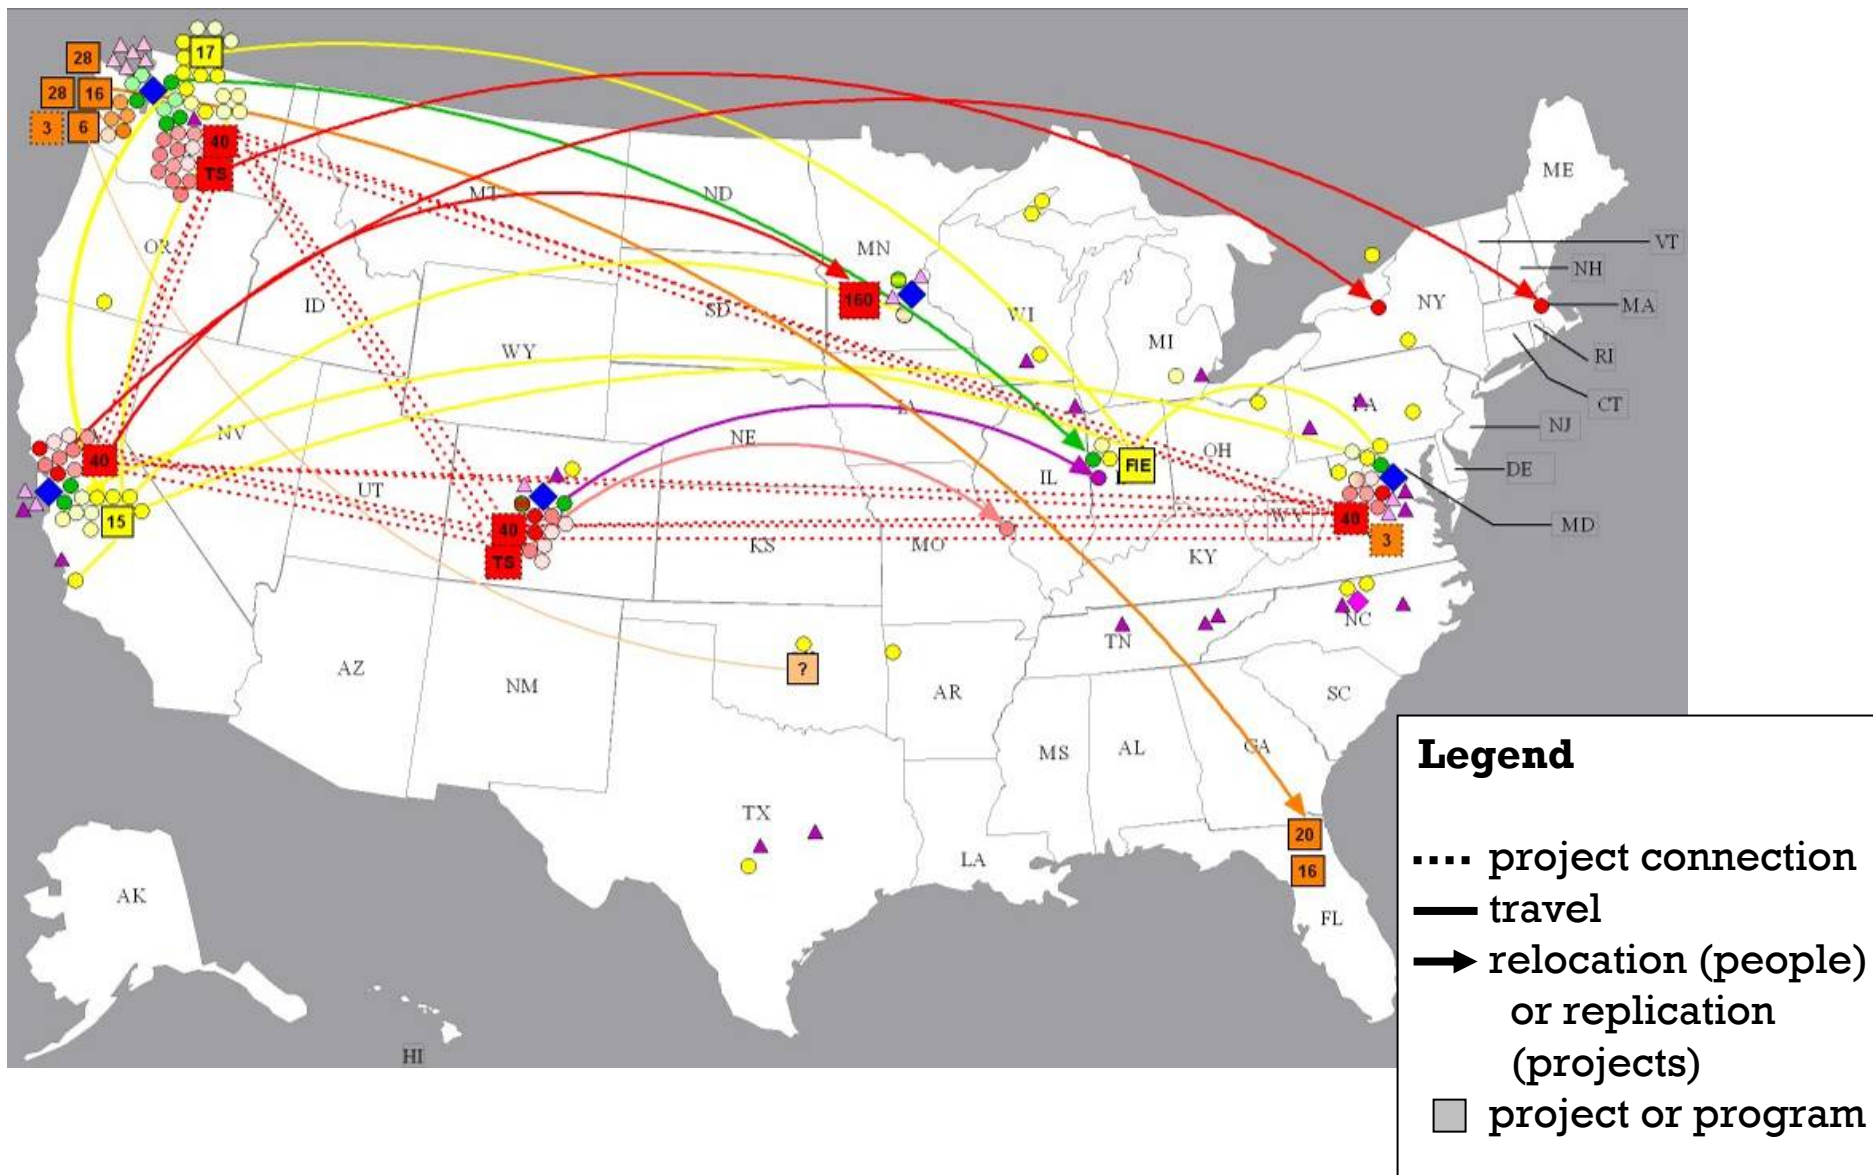 28
17
28 16
3 6
40
TS
ME
MT
ND
OR
MN
VT
NH
ID
160
SD
WI
NY
MA
MI
RI
WY
CT
IA
PA
NV
NE
OH
NJ
40
FIE
DE
UT
IL
15
40
WV
40
MD
TS
KS
MO
KY
3
NC
TN
AZ
?
NM
AR
SC
MS
AL
GA
TX
20
LA
16
AK
FL
HI
Legend
project connection
travel
relocation (people)
or replication
(projects)
project or program